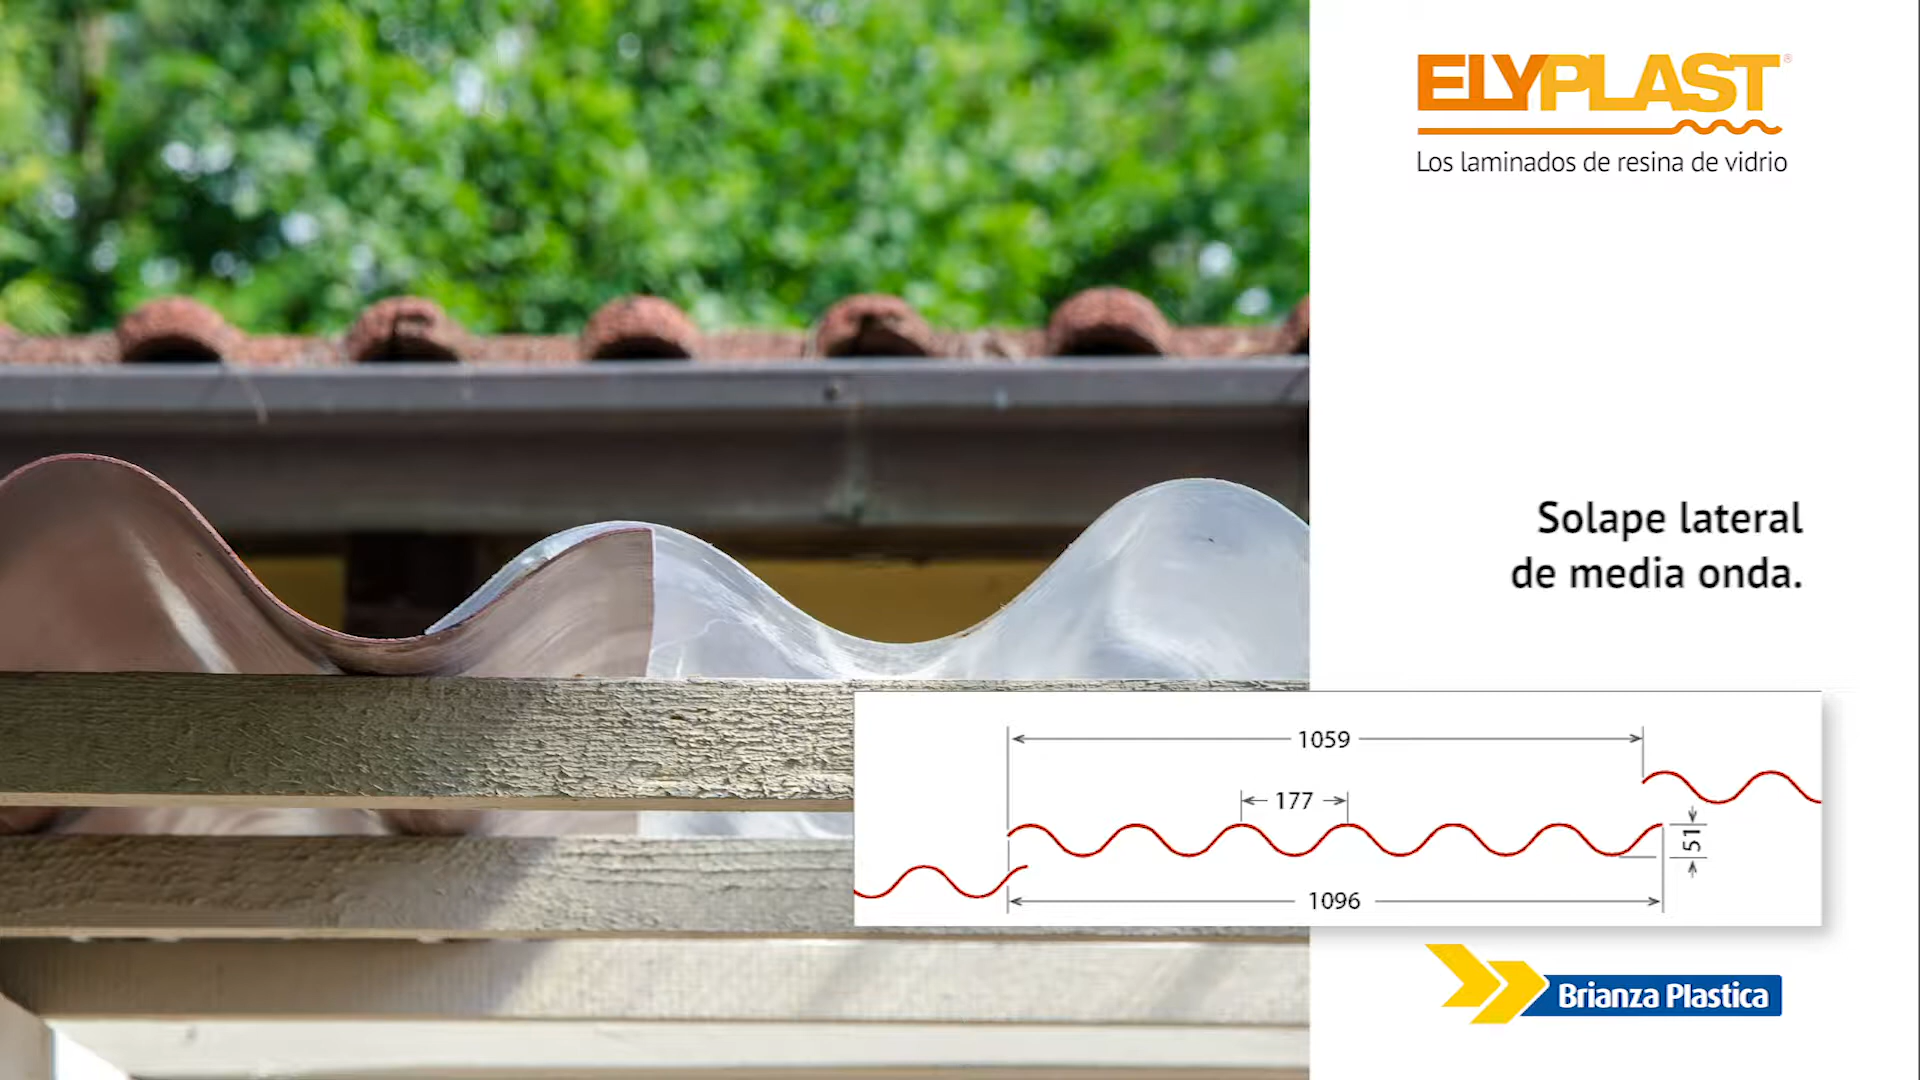 ELYPLAST®
Los laminados de resina de vidrio
Solape lateral
de media onda.
1059
177
51
1096
Brianza Plastica